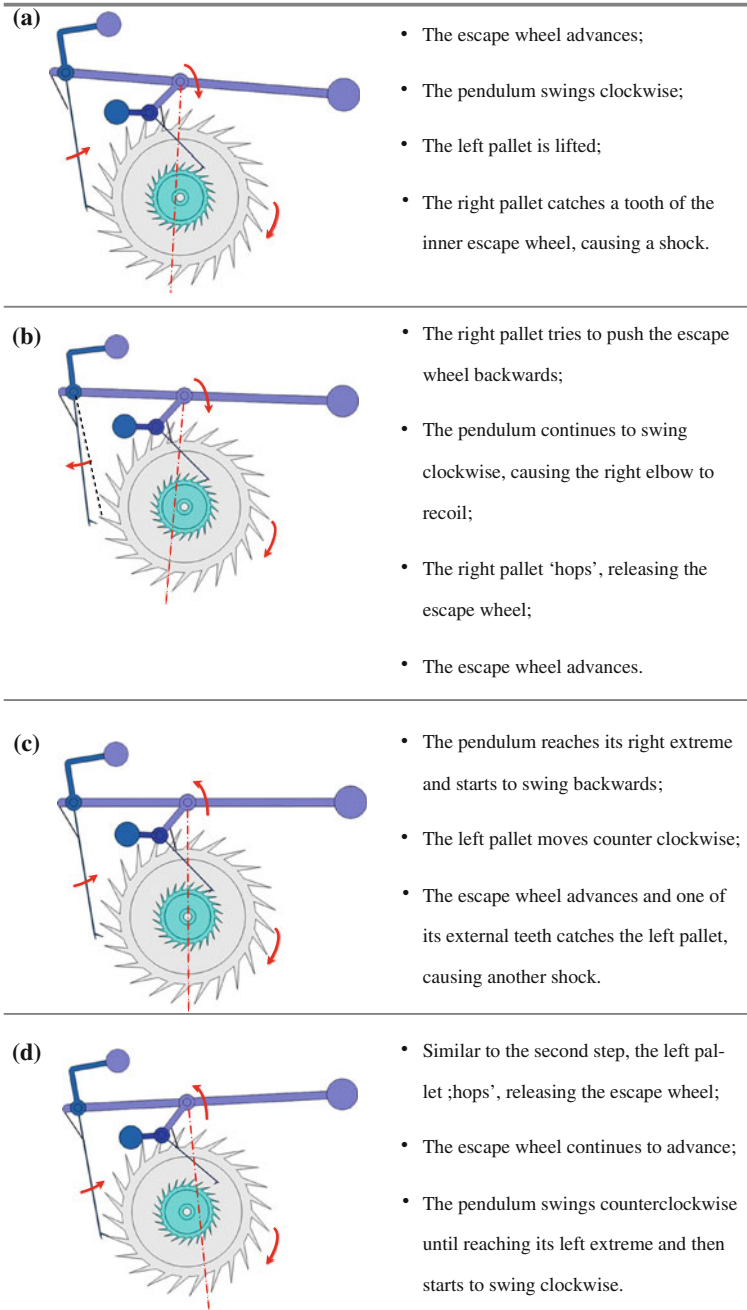 (a)
• The escape wheel advances;
• The pendulum swings clockwise;
• The left pallet is lifted;
• The right pallet catches a tooth of the
inner escape wheel, causing a shock.
(b)
• The right pallet tries to push the escape
wheel backwards;
• The pendulum continues to swing
clockwise, causing the right elbow to
recoil;
• The right pallet ‘hops’, releasing the
escape wheel;
• The escape wheel advances.
(c)
• The pendulum reaches its right extreme
and starts to swing backwards;
• The left pallet moves counter clockwise;
• The escape wheel advances and one of
its external teeth catches the left pallet,
causing another shock.
(d)
• Similar to the second step, the left pal-
let ;hops’, releasing the escape wheel;
• The escape wheel continues to advance;
• The pendulum swings counterclockwise
until reaching its left extreme and then
starts to swing clockwise.